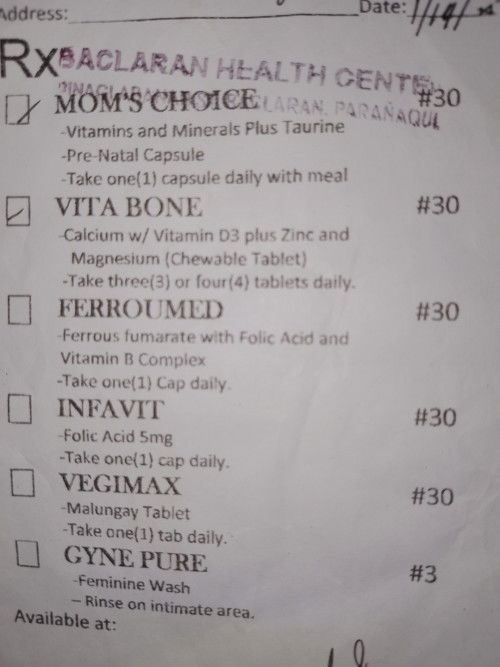 Address:
Date: 1/19/
Rx BACLARAN HEALTH CENTE
MOM'S CHOICE #30
LARAN, PARAÑAQUE
-Vitamins and Minerals Plus Taurine
-Pre-Natal Capsule
-Take one(1) capsule daily with meal
VITA BONE #30
-Calcium w/ Vitamin D3 plus Zinc and
Magnesium (Chewable Tablet)
-Take three(3) or four(4) tablets daily.
FERROUMED #30
-Ferrous fumarate with Folic Acid and
Vitamin B Complex
-Take one(1) Cap daily.
INFAVIT #30
-Folic Acid 5mg
-Take one(1) cap daily.
VEGIMAX #30
-Malungay Tablet
-Take one(1) tab daily.
GYNE PURE #3
-Feminine Wash
– Rinse on intimate area.
Available at: